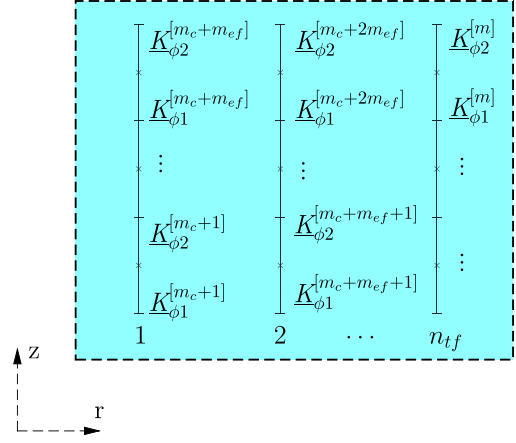 K_{φ2}^{[m_c+m_{ef}]} K_{φ2}^{[m_c+2m_{ef}]} K_{φ2}^{[m]}
K_{φ1}^{[m_c+m_{ef}]} K_{φ1}^{[m_c+2m_{ef}]} K_{φ1}^{[m]}
⋮ ⋮ ⋮
K_{φ2}^{[m_c+1]} K_{φ2}^{[m_c+m_{ef}+1]}
⋮
K_{φ1}^{[m_c+1]} K_{φ1}^{[m_c+m_{ef}+1]}
1 2 ⋯ n_{tf}
z
r